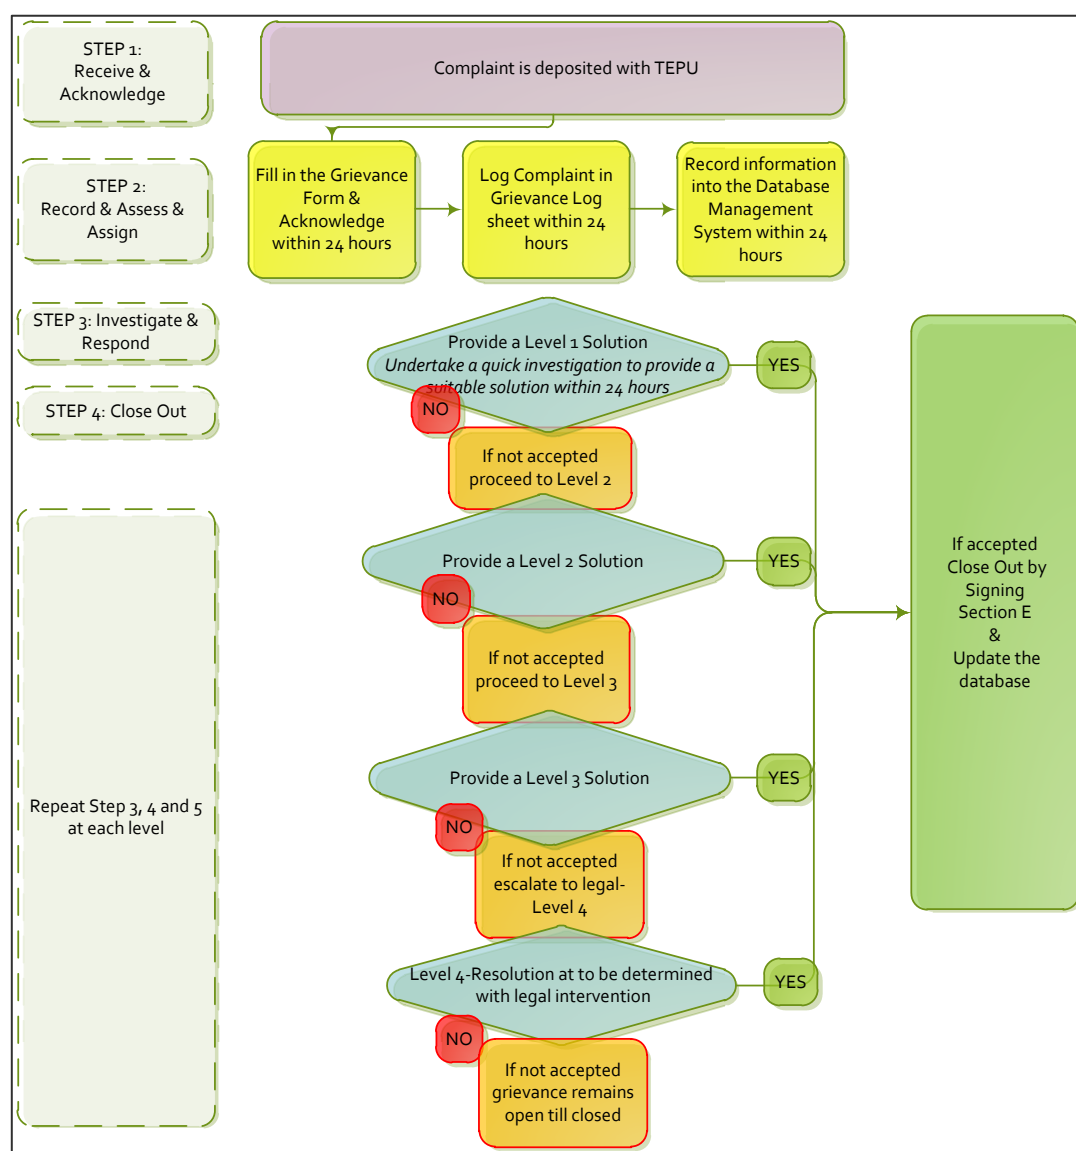 STEP 1:
Receive &
Acknowledge
Complaint is deposited with TEPU
STEP 2:
Record & Assess &
Assign
Fill in the Grievance
Form &
Acknowledge
within 24 hours
Log Complaint in
Grievance Log
sheet within 24
hours
Record information
into the Database
Management
System within 24
hours
STEP 3: Investigate &
Respond
Provide a Level 1 Solution
Undertake a quick investigation to provide a
suitable solution within 24 hours
YES
NO
STEP 4: Close Out
If not accepted
proceed to Level 2
Provide a Level 2 Solution
YES
NO
If not accepted
proceed to Level 3
If accepted
Close Out by
Signing
Section E
&
Update the
database
Repeat Step 3, 4 and 5
at each level
Provide a Level 3 Solution
YES
NO
If not accepted
escalate to legal-
Level 4
Level 4-Resolution at to be determined
with legal intervention
YES
NO
If not accepted
grievance remains
open till closed